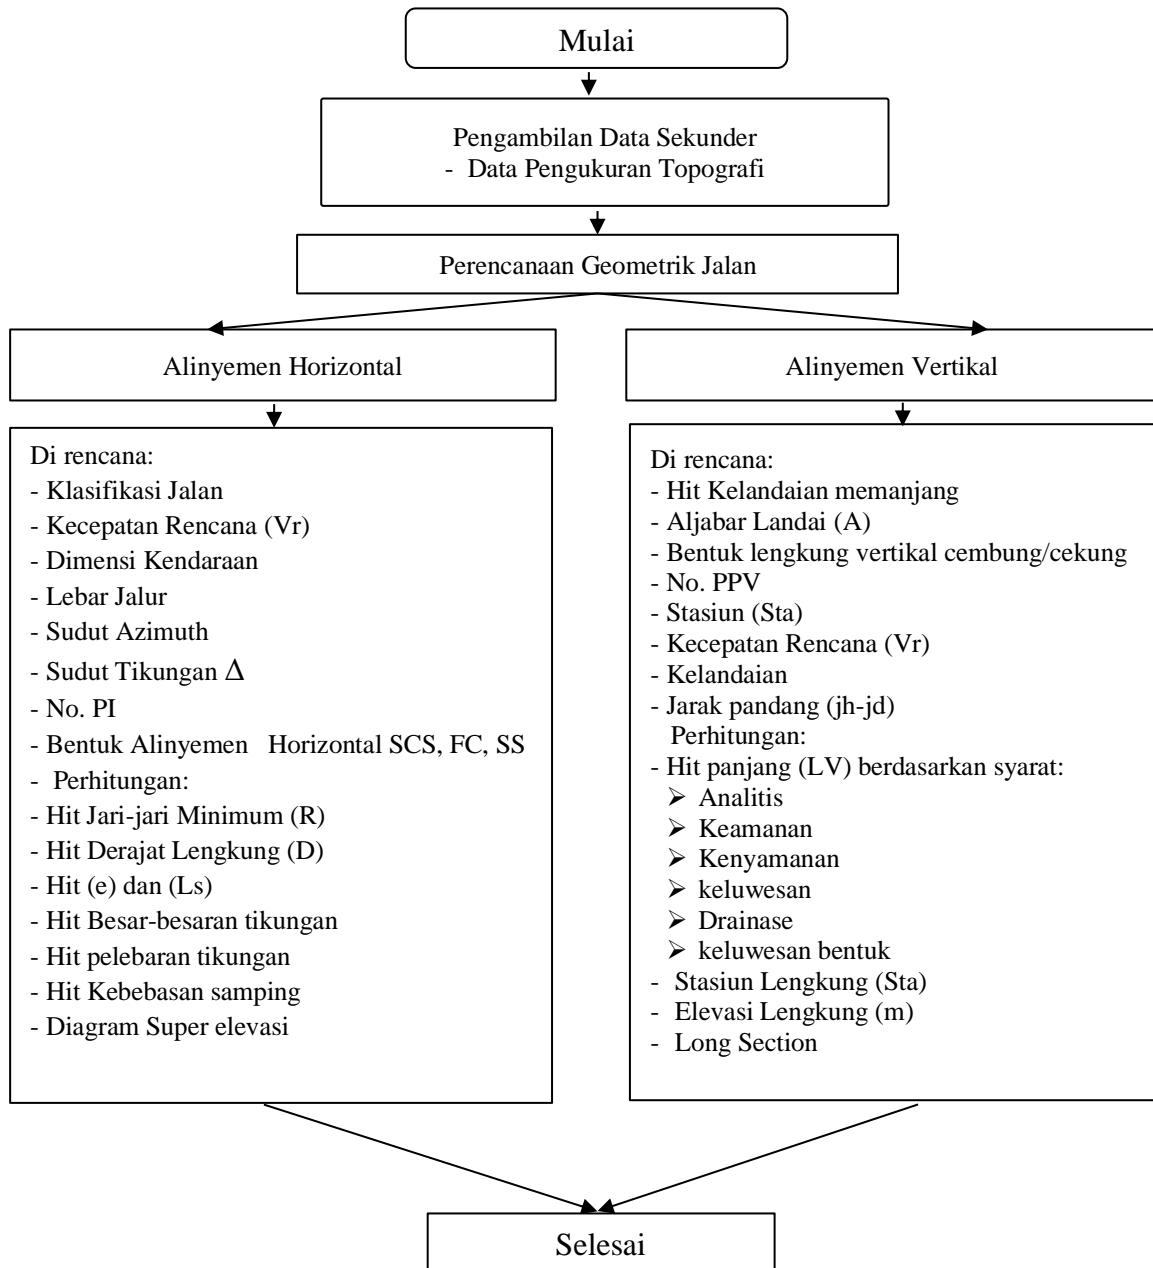 Mulai
Pengambilan Data Sekunder
- Data Pengukuran Topografi
Perencanaan Geometrik Jalan
Alinyemen Horizontal
Alinyemen Vertikal
Di rencana:
- Klasifikasi Jalan
- Kecepatan Rencana (Vr)
- Dimensi Kendaraan
- Lebar Jalur
- Sudut Azimuth
- Sudut Tikungan Δ
- No. PI
- Bentuk Alinyemen Horizontal SCS, FC, SS
- Perhitungan:
- Hit Jari-jari Minimum (R)
- Hit Derajat Lengkung (D)
- Hit (e) dan (Ls)
- Hit Besar-besaran tikungan
- Hit pelebaran tikungan
- Hit Kebebasan samping
- Diagram Super elevasi
Di rencana:
- Hit Kelandaian memanjang
- Aljabar Landai (A)
- Bentuk lengkung vertikal cembung/cekung
- No. PPV
- Stasiun (Sta)
- Kecepatan Rencana (Vr)
- Kelandaian
- Jarak pandang (jh-jd)
Perhitungan:
- Hit panjang (LV) berdasarkan syarat:
➢ Analitis
➢ Keamanan
➢ Kenyamanan
➢ keluwesan
➢ Drainase
➢ keluwesan bentuk
- Stasiun Lengkung (Sta)
- Elevasi Lengkung (m)
- Long Section
Selesai